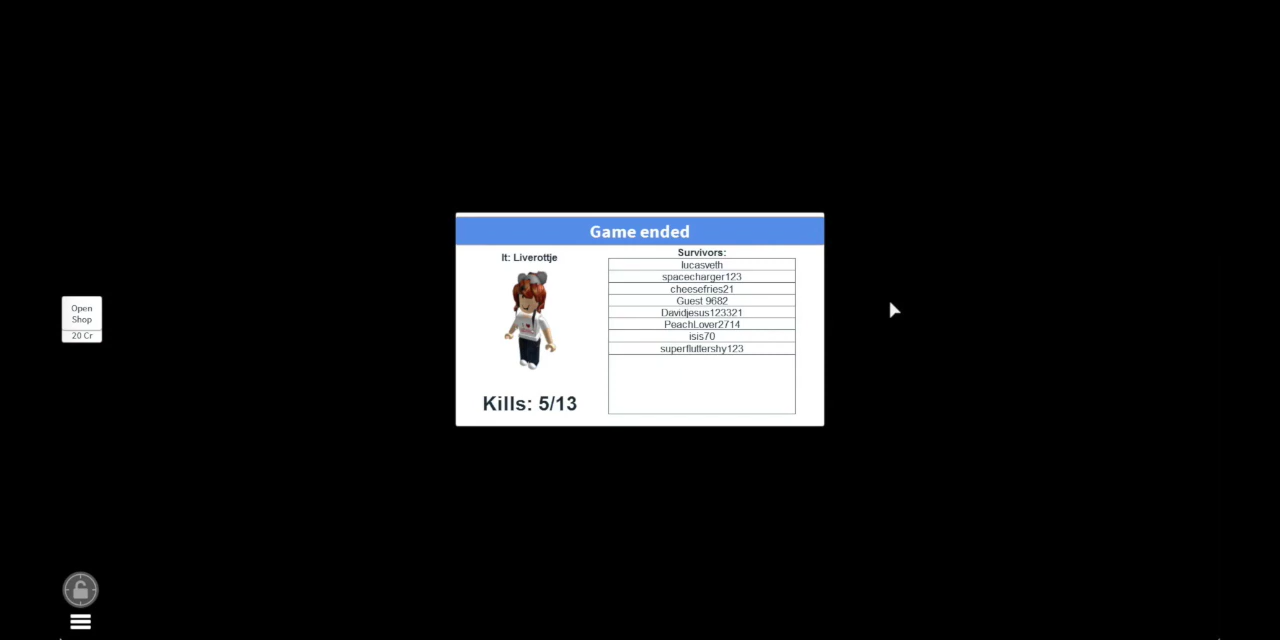 Game ended
It: Liverottje
Kills: 5/13
Survivors:
lucasveth
spacecharger123
cheesefries21
Guest 9682
Davidjesus123321
PeachLover2714
isis70
superfluttershy123
Open
Shop
20 Cr